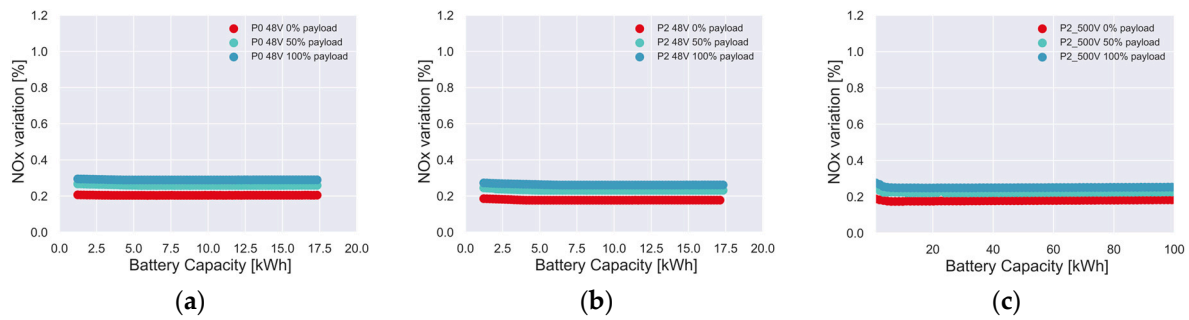 1.2
1.0
0.8
0.6
0.4
0.2
0.0
NOx variation [%]
P0 48V 0% payload
P0 48V 50% payload
P0 48V 100% payload
0.0 2.5 5.0 7.5 10.0 12.5 15.0 17.5 20.0
Battery Capacity [kWh]
(a)
1.2
1.0
0.8
0.6
0.4
0.2
0.0
NOx variation [%]
P2 48V 0% payload
P2 48V 50% payload
P2 48V 100% payload
0.0 2.5 5.0 7.5 10.0 12.5 15.0 17.5 20.0
Battery Capacity [kWh]
(b)
1.2
1.0
0.8
0.6
0.4
0.2
0.0
NOx variation [%]
P2_500V 0% payload
P2_500V 50% payload
P2_500V 100% payload
20 40 60 80 100
Battery Capacity [kWh]
(c)